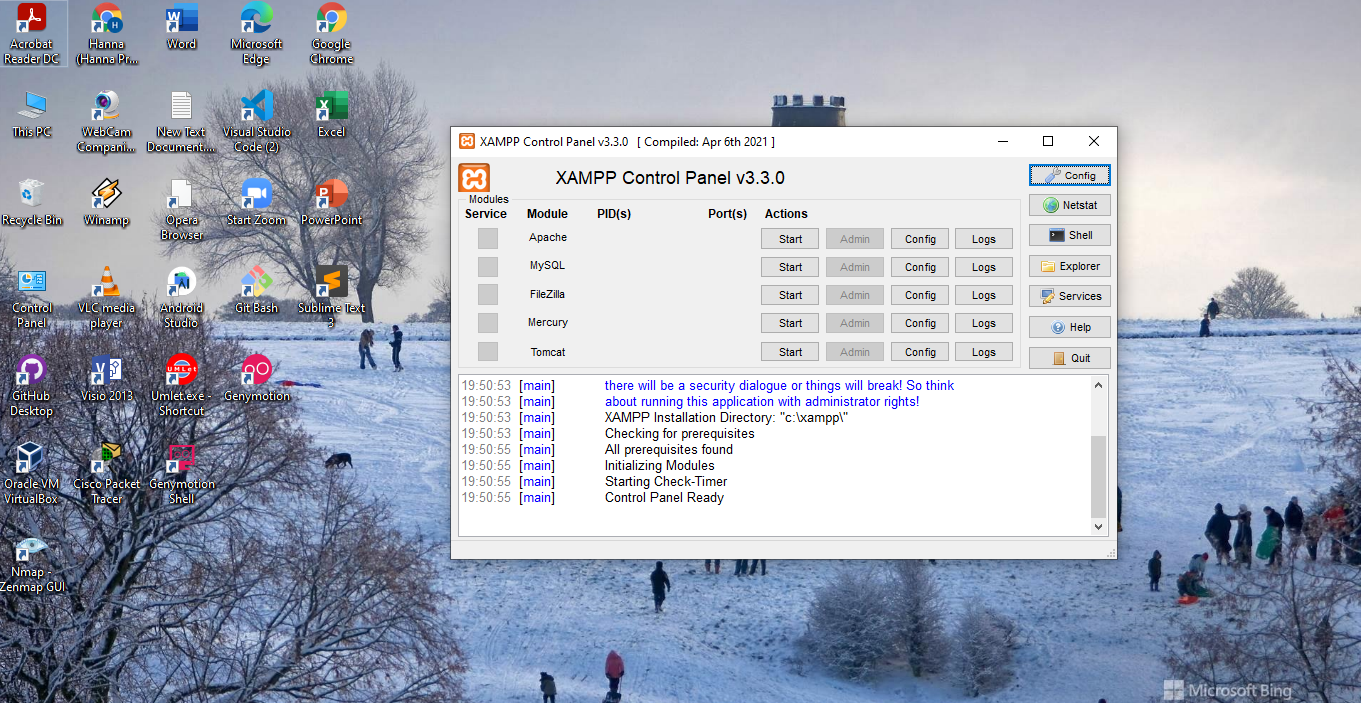 Acrobat
Reader DC
Hanna
(Hanna Pr...
Word
Microsoft
Edge
Google
Chrome
This PC
WebCam
Compani...
New Text
Document....
Visual Studio
Code (2)
Excel
Recycle Bin
Winamp
Opera
Browser
Start Zoom
PowerPoint
Control
Panel
VLC media
player
Android
Studio
Git Bash
Sublime Text
3
GitHub
Desktop
Visio 2013
Umlet.exe -
Shortcut
Genymotion
Oracle VM
VirtualBox
Cisco Packet
Tracer
Genymotion
Shell
Nmap -
Zenmap GUI
XAMPP Control Panel v3.3.0 [ Compiled: Apr 6th 2021 ]
XAMPP Control Panel v3.3.0
Modules
Service Module PID(s) Port(s) Actions
Apache Start Admin Config Logs
MySQL Start Admin Config Logs
FileZilla Start Admin Config Logs
Mercury Start Admin Config Logs
Tomcat Start Admin Config Logs
Config
Netstat
Shell
Explorer
Services
Help
Quit
19:50:53 [main] there will be a security dialogue or things will break! So think
19:50:53 [main] about running this application with administrator rights!
19:50:53 [main] XAMPP Installation Directory: "c:\xampp\"
19:50:53 [main] Checking for prerequisites
19:50:55 [main] All prerequisites found
19:50:55 [main] Initializing Modules
19:50:55 [main] Starting Check-Timer
19:50:55 [main] Control Panel Ready
Microsoft Bing